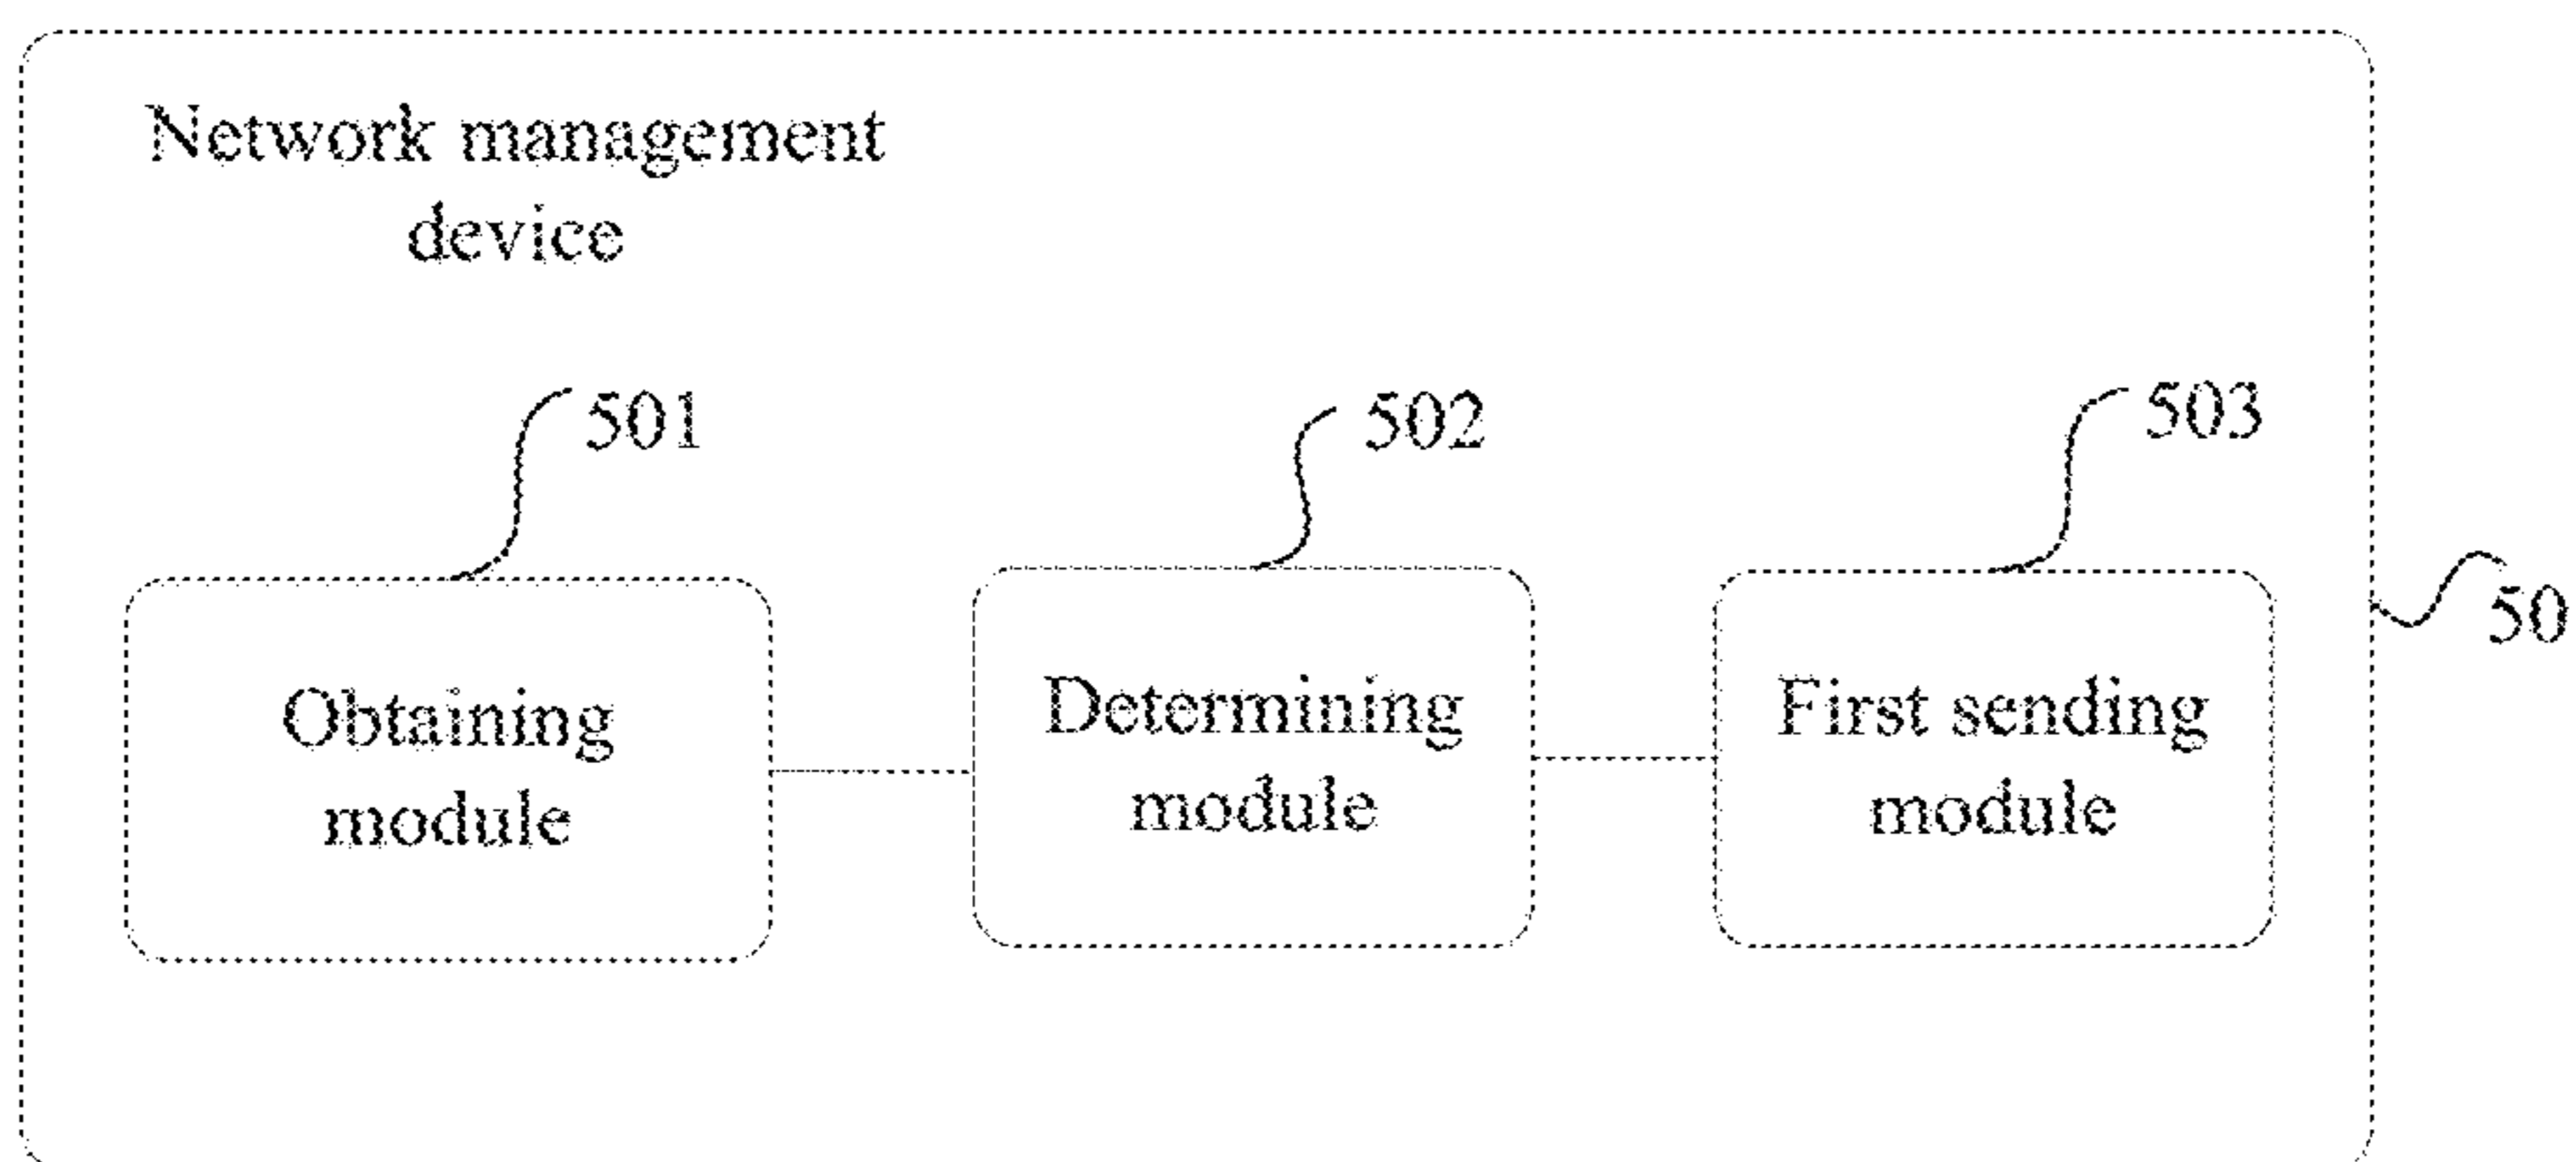 Network management
device
501
502
503
50
Obtaining
module
Determining
module
First sending
module